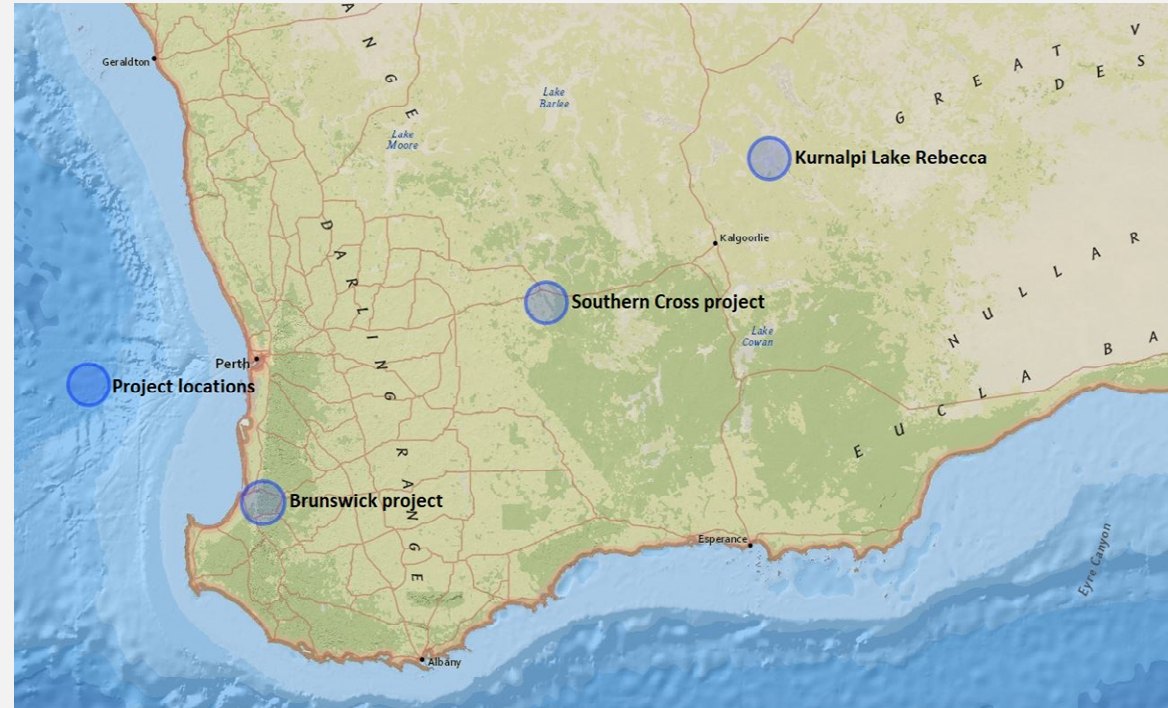 Geraldton
A N G E
Lake
Barlee
Lake
Moore
G R E A T V
D E S
Kurnalpi Lake Rebecca
Kalgoorlie
D A R L I N G
R A N G E
Southern Cross project
Lake
Cowan
N U L L A R
B A
Perth
Project locations
E U C L A
Brunswick project
Esperance
Eyre Canyon
Albany